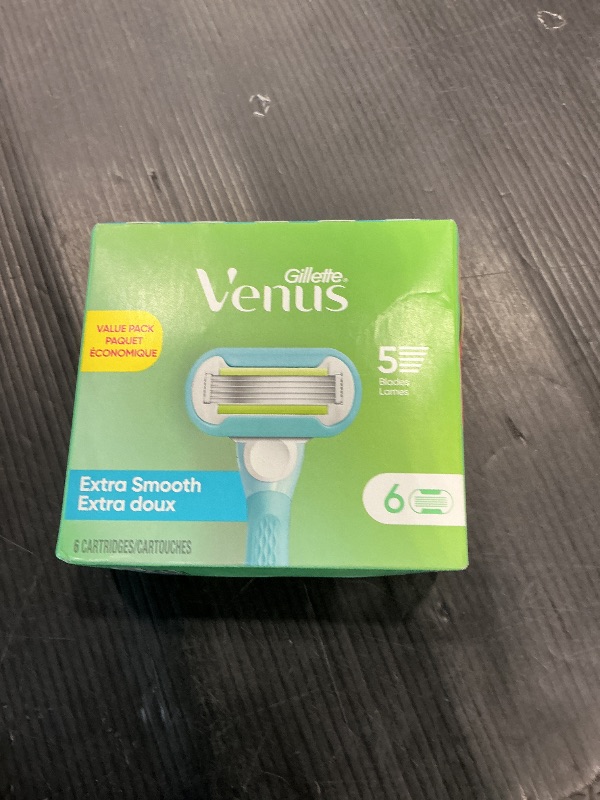 Gillette®
Venus
VALUE PACK
PAQUET
ÉCONOMIQUE
5
Blades
Lames
Extra Smooth
Extra doux
6
6 CARTRIDGES/CARTOUCHES